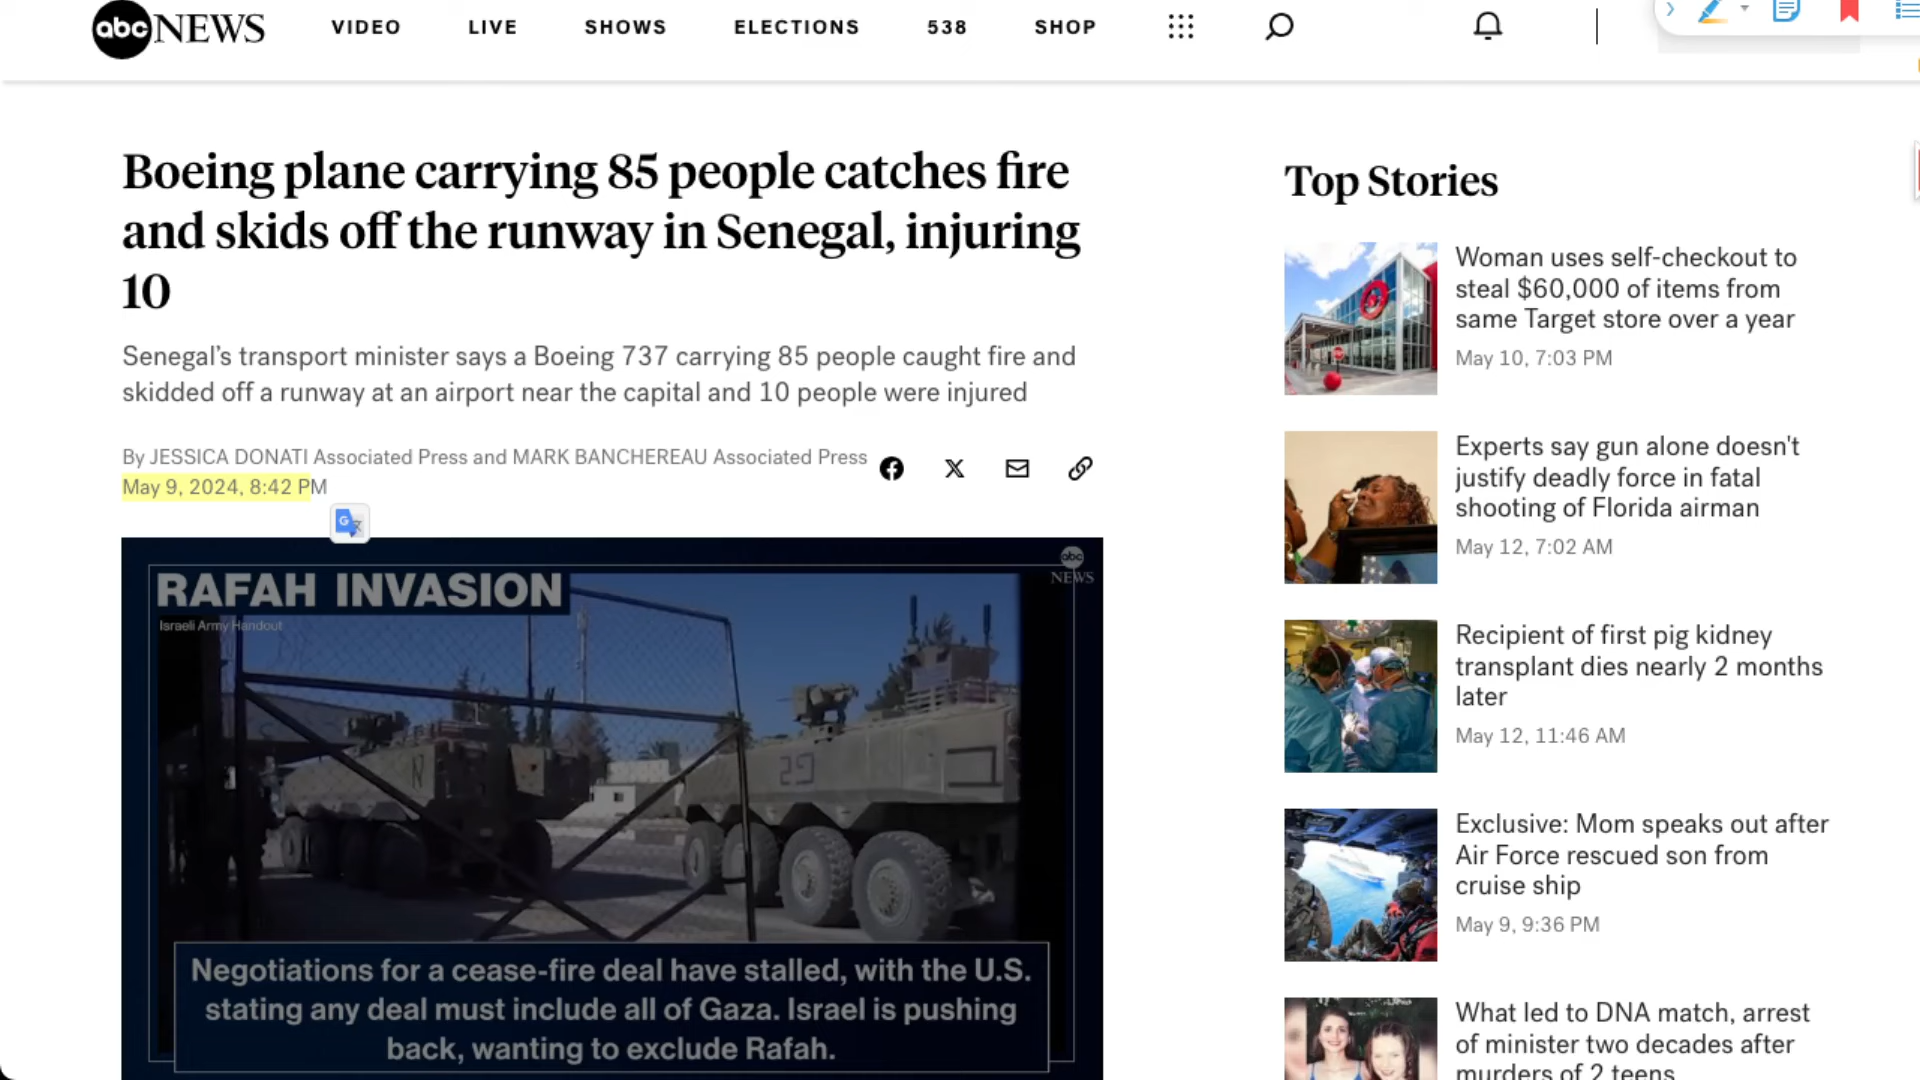 abc NEWS
VIDEO
LIVE
SHOWS
ELECTIONS
538
SHOP
Boeing plane carrying 85 people catches fire
and skids off the runway in Senegal, injuring
10
Senegal’s transport minister says a Boeing 737 carrying 85 people caught fire and
skidded off a runway at an airport near the capital and 10 people were injured
By JESSICA DONATI Associated Press and MARK BANCHEREAU Associated Press
May 9, 2024, 8:42 PM
abc
NEWS
RAFAH INVASION
Israeli Army Handout
29
Negotiations for a cease-fire deal have stalled, with the U.S.
stating any deal must include all of Gaza. Israel is pushing
back, wanting to exclude Rafah.
Top Stories
Woman uses self-checkout to
steal $60,000 of items from
same Target store over a year
May 10, 7:03 PM
Experts say gun alone doesn't
justify deadly force in fatal
shooting of Florida airman
May 12, 7:02 AM
Recipient of first pig kidney
transplant dies nearly 2 months
later
May 12, 11:46 AM
Exclusive: Mom speaks out after
Air Force rescued son from
cruise ship
May 9, 9:36 PM
What led to DNA match, arrest
of minister two decades after
murders of 2 teens